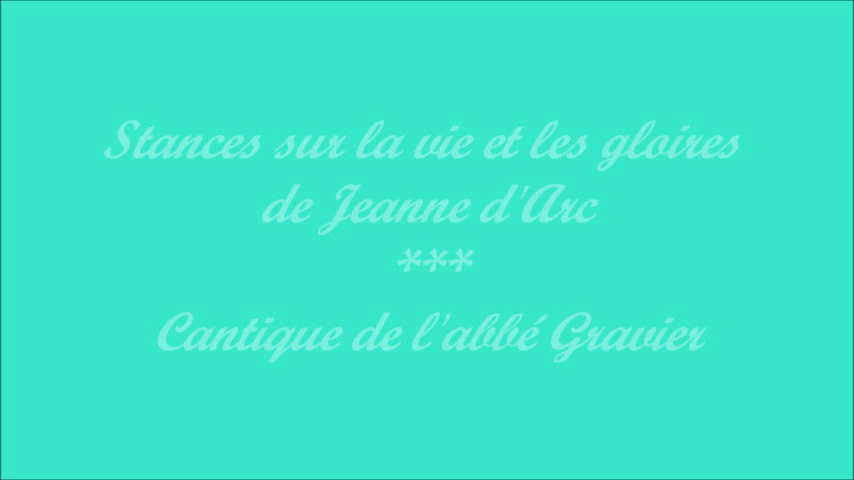 Stances sur la vie et les gloires
de Jeanne d'Arc
***
Cantique de l'abbé Gravier